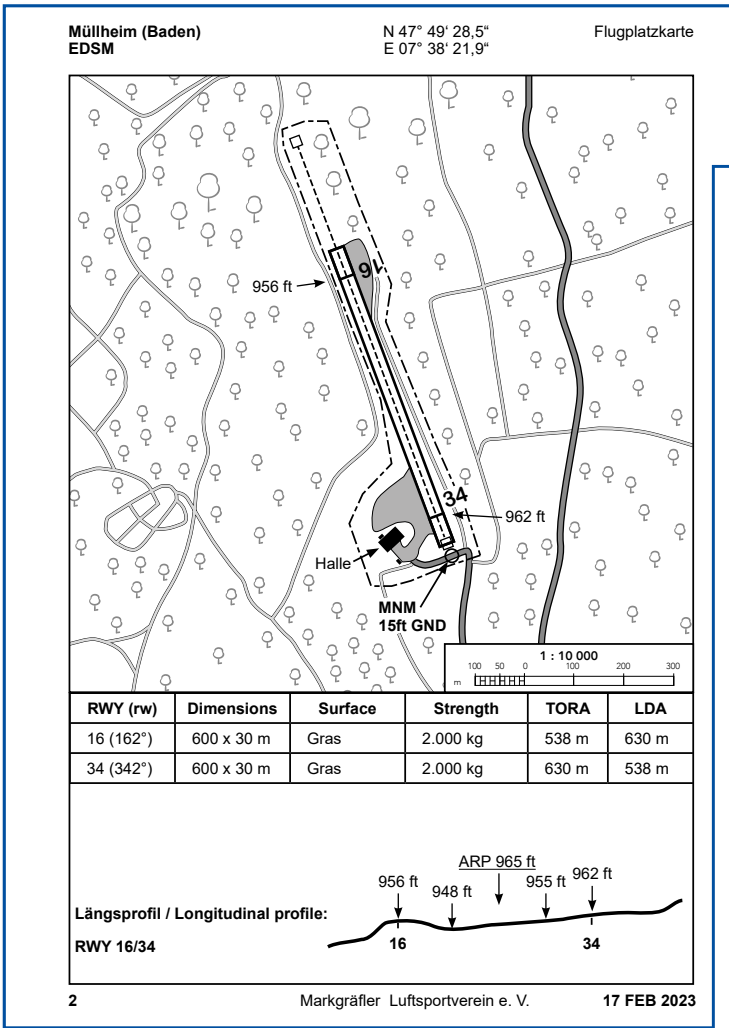 Müllheim (Baden) N 47° 49‘ 28,5“ Flugplatzkarte
EDSM E 07° 38‘ 21,9“
16
956 ft
34
962 ft
Halle
MNM
15ft GND
1 : 10 000
100 50 0 100 200 300
m
RWY (rw) Dimensions Surface Strength TORA LDA
16 (162°) 600 x 30 m Gras 2.000 kg 538 m 630 m
34 (342°) 600 x 30 m Gras 2.000 kg 630 m 538 m
ARP 965 ft
956 ft 948 ft 955 ft 962 ft
Längsprofil / Longitudinal profile:
RWY 16/34 16 34
2 Markgräfler Luftsportverein e. V. 17 FEB 2023